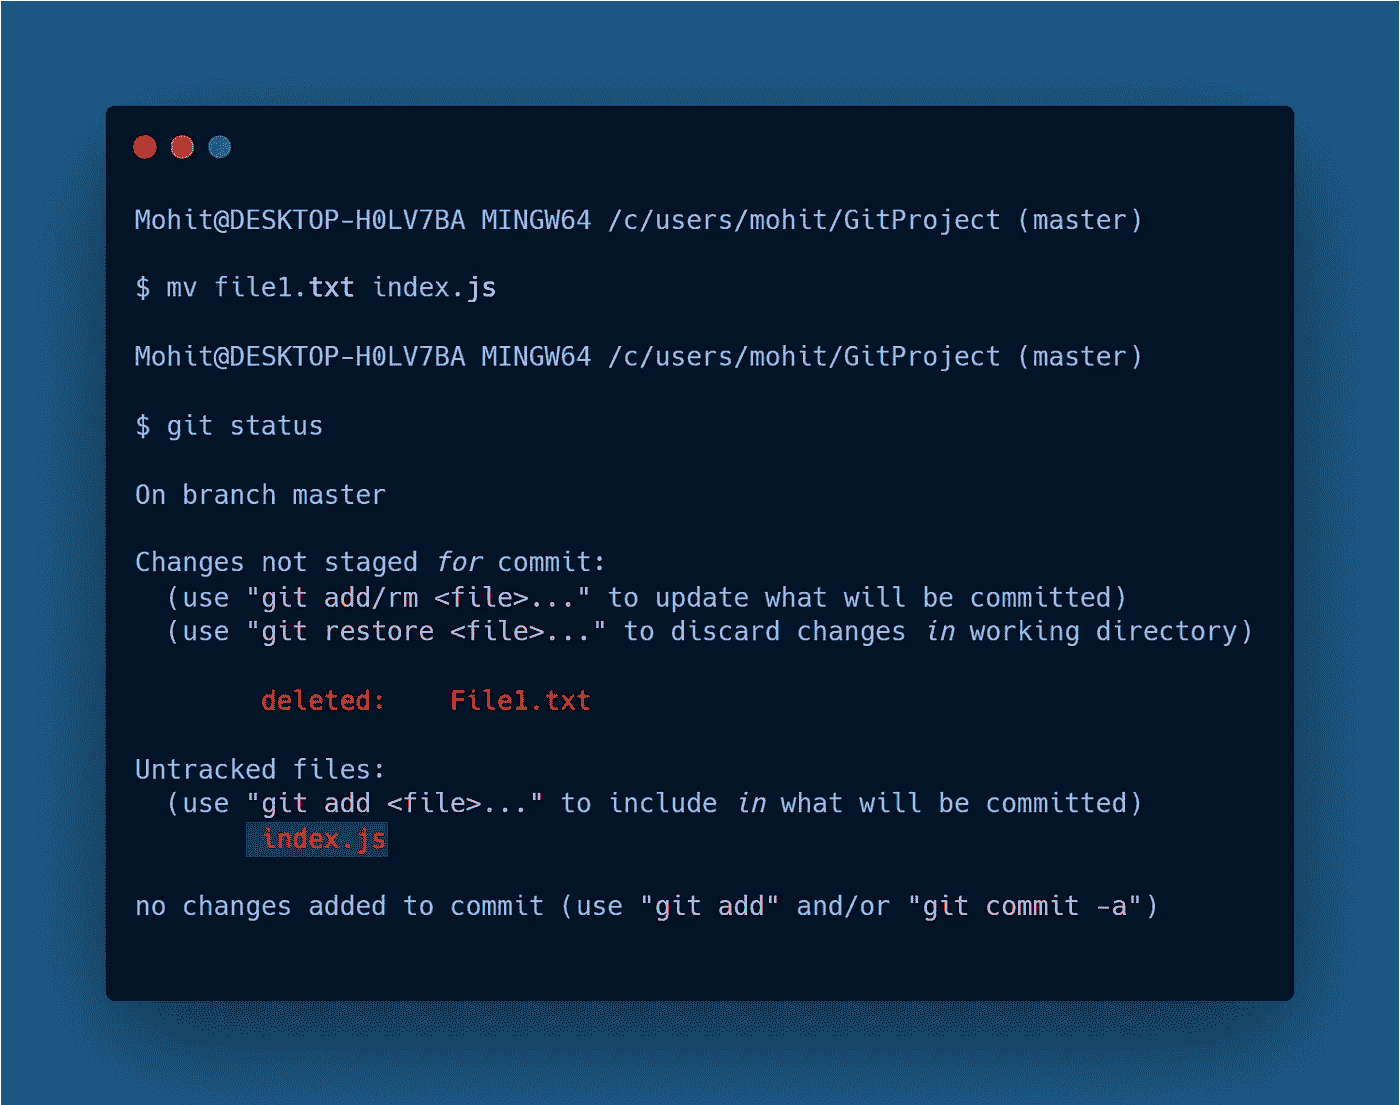 Mohit@DESKTOP-H0LV7BA MINGW64 /c/users/mohit/GitProject (master)
$ mv file1.txt index.js
Mohit@DESKTOP-H0LV7BA MINGW64 /c/users/mohit/GitProject (master)
$ git status
On branch master
Changes not staged for commit:
(use "git add/rm <file>..." to update what will be committed)
(use "git restore <file>..." to discard changes in working directory)
deleted: File1.txt
Untracked files:
(use "git add <file>..." to include in what will be committed)
index.js
no changes added to commit (use "git add" and/or "git commit -a")